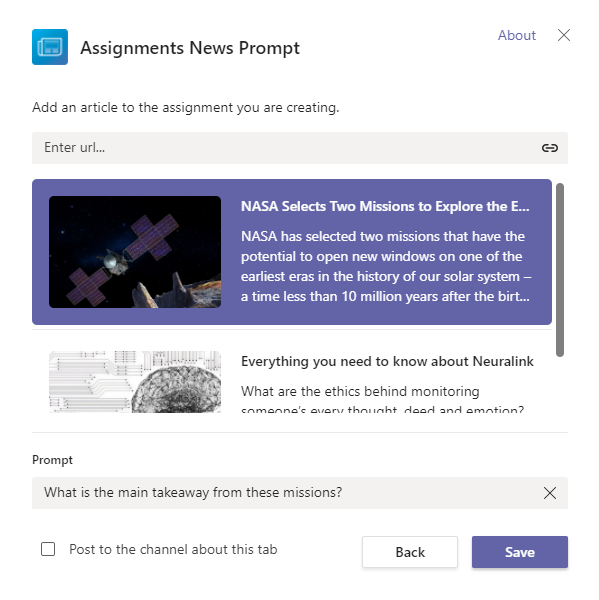 Assignments News Prompt
About
Add an article to the assignment you are creating.
Enter url...
NASA Selects Two Missions to Explore the E...
NASA has selected two missions that have the
potential to open new windows on one of the
earliest eras in the history of our solar system –
a time less than 10 million years after the birt...
Everything you need to know about Neuralink
What are the ethics behind monitoring
someone's every thought, deed and emotion?
Prompt
What is the main takeaway from these missions?
Post to the channel about this tab
Back
Save